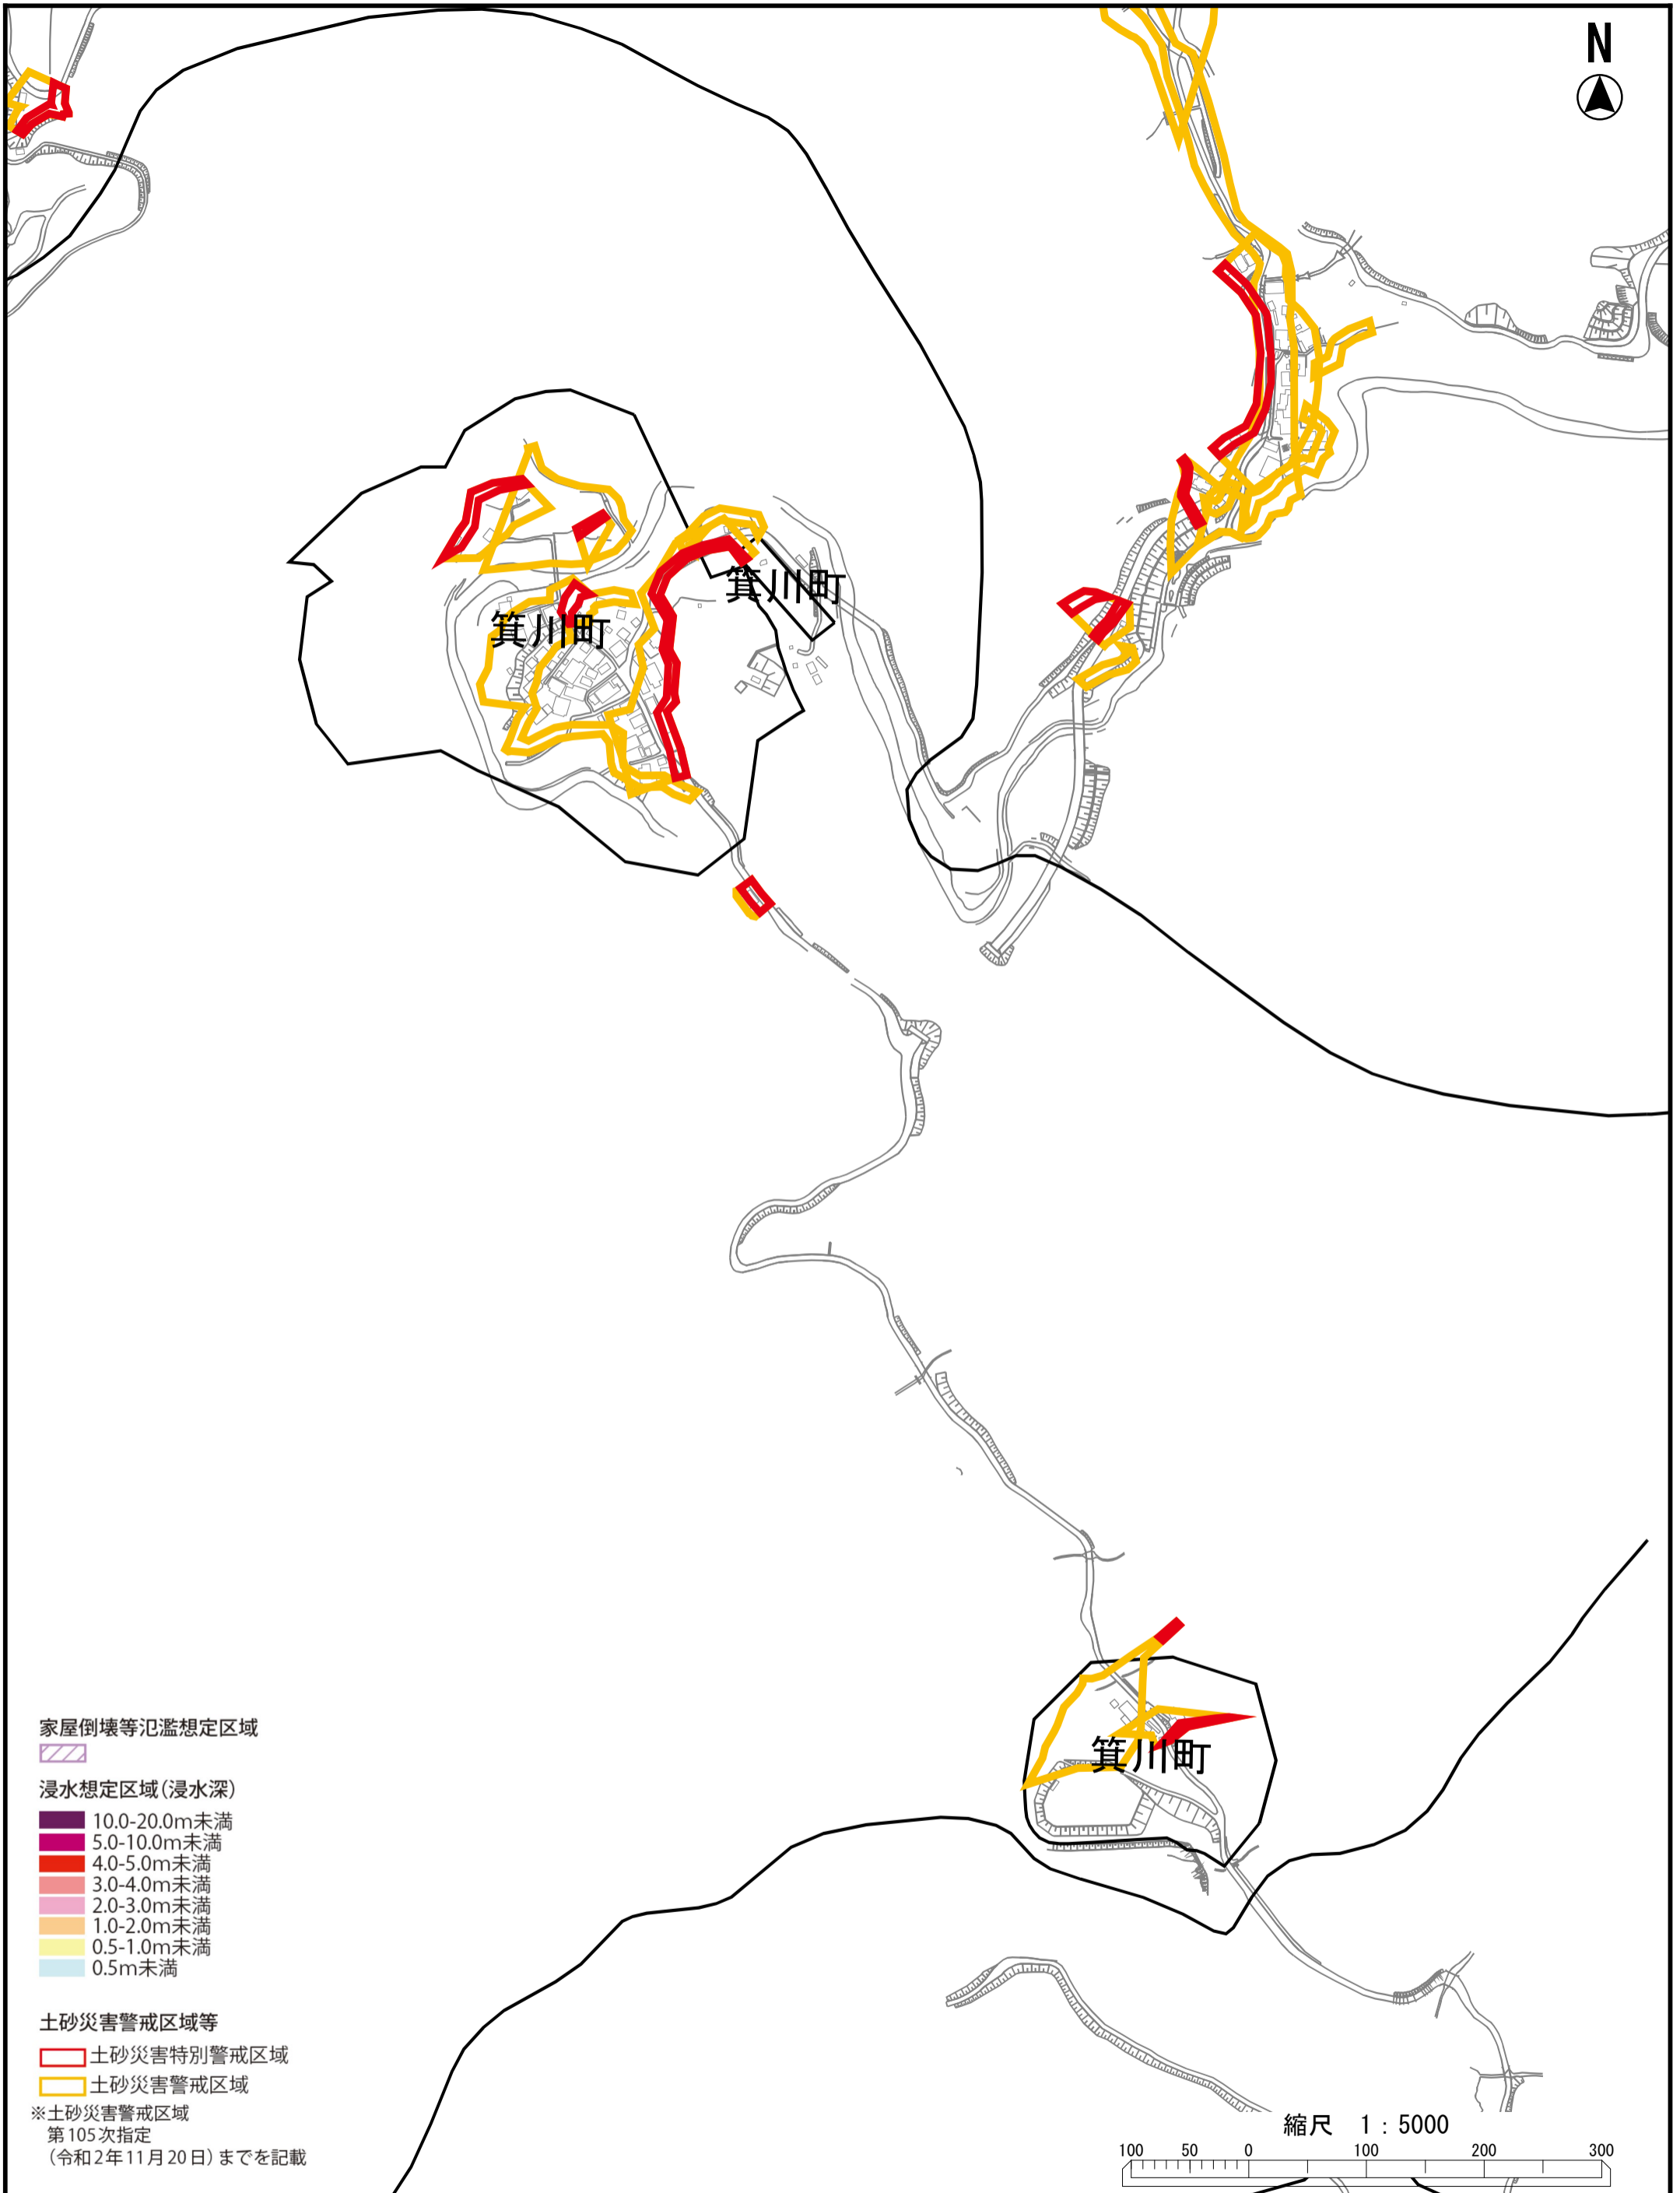 N
箕川町
箕川町
箕川町
家屋倒壊等氾濫想定区域
浸水想定区域(浸水深)
10.0-20.0m未満
5.0-10.0m未満
4.0-5.0m未満
3.0-4.0m未満
2.0-3.0m未満
1.0-2.0m未満
0.5-1.0m未満
0.5m未満
土砂災害警戒区域等
土砂災害特別警戒区域
土砂災害警戒区域
※土砂災害警戒区域
第105次指定
(令和2年11月20日)までを記載
縮尺 1:5000
100 50 0 100 200 300